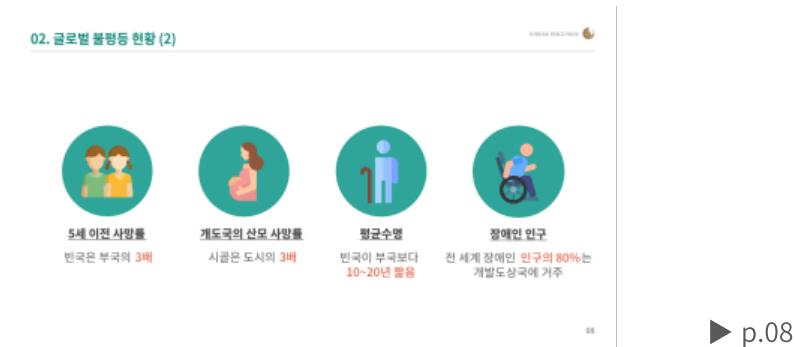 02. 글로벌 불평등 현황 (2)
5세 이전 사망률
빈국은 부국의 3배
개도국의 산모 사망률
시골은 도시의 3배
평균수명
빈국이 부국보다
10~20년 짧음
장애인 인구
전 세계 장애인 인구의 80%는
개발도상국에 거주
08
▶ p.08